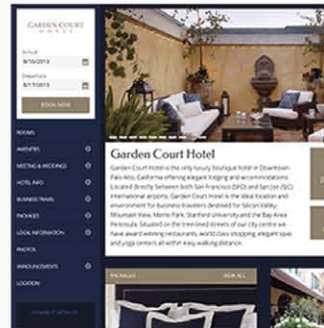 GARDEN COURT
HOTEL
Arrival
8/16/2013
Departure
8/17/2013
BOOK NOW
ROOMS
AMENITIES
MEETING & WEDDINGS
HOTEL INFO
BUSINESS TRAVEL
PACKAGES
LOCAL INFORMATION
PHOTOS
ANNOUNCEMENTS
LOCATION
CONNECT WITH US
Garden Court Hotel
Garden Court Hotel is the only luxury boutique hotel in Downtown
Palo Alto, California offering elegant lodging and accommodations.
Located directly between both San Francisco (SFO) and San Jose (SJC)
international airports, Garden Court Hotel is the ideal location and
environment for business travelers destined for Silicon Valley,
Mountain View, Menlo Park, Stanford University and the Bay Area
Peninsula. Situated on the tree-lined streets of our city centre we
have award winning restaurants, world class shopping, elegant spas
and yoga centers all within easy walking distance.
PACKAGES
VIEW ALL